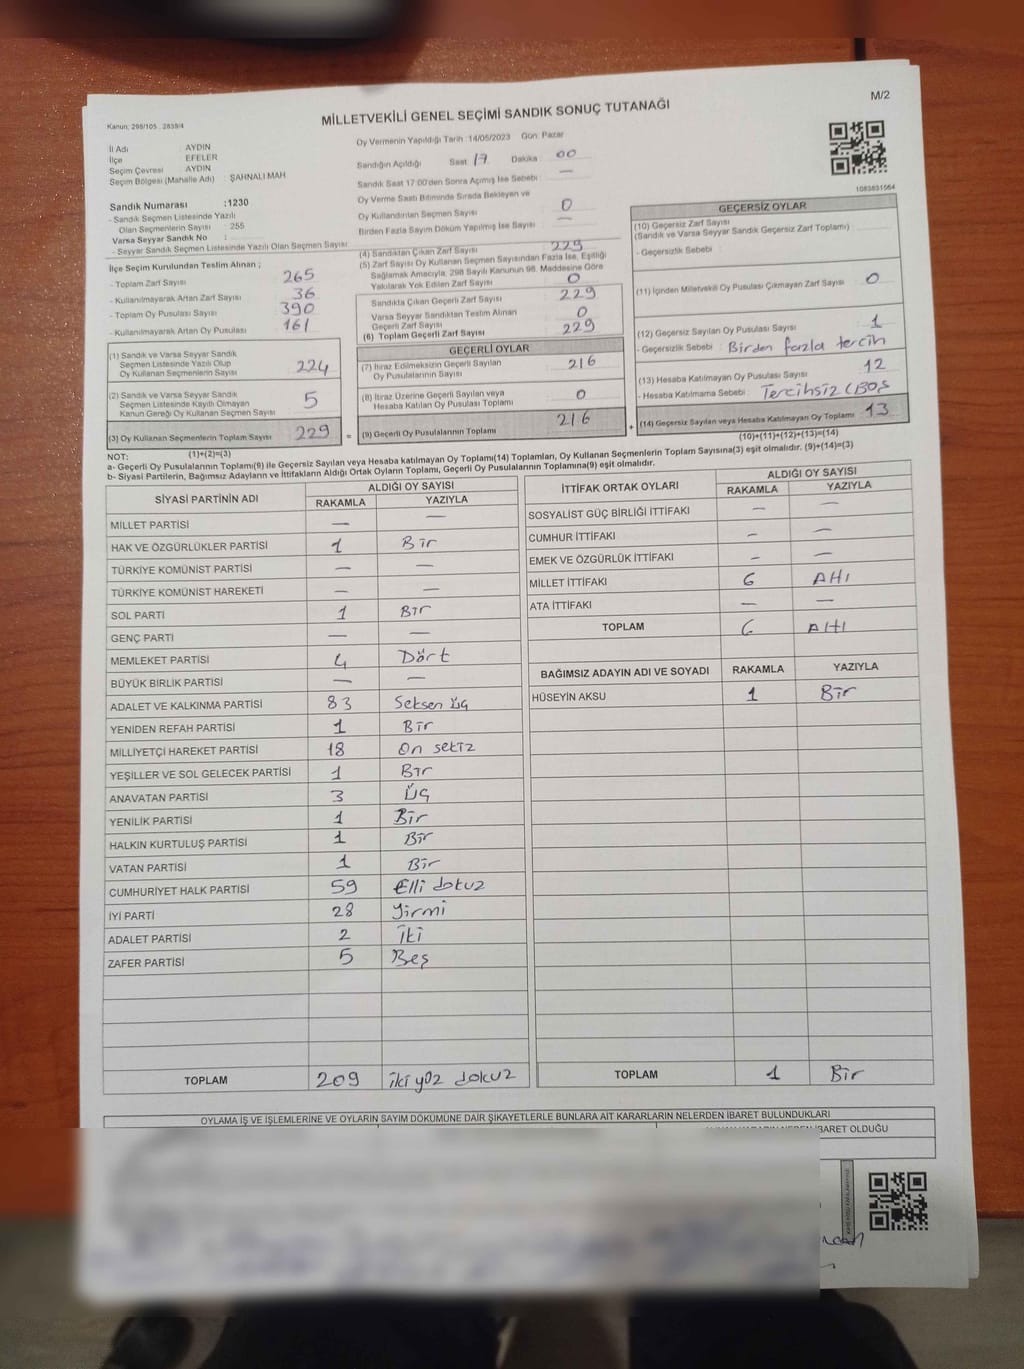 M/2
Kanun: 298/105 , 2839/4
MİLLETVEKİLİ GENEL SEÇİMİ SANDIK SONUÇ TUTANAĞI
İl Adı AYDIN
İlçe EFELER
Seçim Çevresi AYDIN
Seçim Bölgesi (Mahalle Adı) : ŞAHNALI MAH
Sandık Numarası :1230
- Sandık Seçmen Listesinde Yazılı
Olan Seçmenlerin Sayısı : 255
Varsa Seyyar Sandık No :
- Seyyar Sandık Seçmen Listesinde Yazılı Olan Seçmen Sayısı
Oy Vermenin Yapıldığı Tarih :14/05/2023 Gün: Pazar
Sandığın Açıldığı Saat 17 Dakika : 00
Sandık Saat 17:00'den Sonra Açımış İse Sebebi : —
Oy Verme Saati Bitiminde Sırada Bekleyen ve
Oy Kullandırılan Seçmen Sayısı 0
Birden Fazla Sayım Döküm Yapılmış İse Sayısı : —
1083831564
İlçe Seçim Kurulundan Teslim Alınan ;
- Toplam Zarf Sayısı 265
- Kullanılmayarak Artan Zarf Sayısı 36
- Toplam Oy Pusulası Sayısı 390
- Kullanılmayarak Artan Oy Pusulası 161
(1) Sandık ve Varsa Seyyar Sandık
Seçmen Listesinde Yazılı Olup
Oy Kullanan Seçmenlerin Sayısı 224
(2) Sandık ve Varsa Seyyar Sandık
Seçmen Listesinde Kayıtlı Olmayan
Kanun Gereği Oy Kullanan Seçmen Sayısı 5
(3) Oy Kullanan Seçmenlerin Toplam Sayısı 229 =
(4) Sandıktan Çıkan Zarf Sayısı 229
(5) Zarf Sayısı Oy Kullanan Seçmen Sayısından Fazla İse, Eşitliği
Sağlamak Amacıyla, 298 Sayılı Kanunun 98. Maddesine Göre
Yakılarak Yok Edilen Zarf Sayısı 0
Sandıkta Çıkan Geçerli Zarf Sayısı 229
Varsa Seyyar Sandıktan Teslim Alınan
Geçerli Zarf Sayısı 0
(6) Toplam Geçerli Zarf Sayısı 229
GEÇERLİ OYLAR
(7) İtiraz Edilmeksizin Geçerli Sayılan
Oy Pusulalarının Sayısı 216
(8) İtiraz Üzerine Geçerli Sayılan veya
Hesaba Katılan Oy Pusulası Toplamı 0
(9) Geçerli Oy Pusulalarının Toplamı 216 +
GEÇERSİZ OYLAR
(10) Geçersiz Zarf Sayısı
(Sandık ve Varsa Seyyar Sandık Geçersiz Zarf Toplamı)
- Geçersizlik Sebebi :
(11) İçinden Milletvekili Oy Pusulası Çıkmayan Zarf Sayısı 0
(12) Geçersiz Sayılan Oy Pusulası Sayısı 1
- Geçersizlik Sebebi : Birden fazla tercih
(13) Hesaba Katılmayan Oy Pusulası Sayısı 12
- Hesaba Katılmama Sebebi : Tercihsiz (BOŞ
(14) Geçersiz Sayılan veya Hesaba Katılmayan Oy Toplamı 13
(1)+(2)=(3)
(10)+(11)+(12)+(13)=(14)
NOT:
a- Geçerli Oy Pusulalarının Toplamı(9) ile Geçersiz Sayılan veya Hesaba katılmayan Oy Toplamı(14) Toplamları, Oy Kullanan Seçmenlerin Toplam Sayısına(3) eşit olmalıdır. (9)+(14)=(3)
b- Siyasi Partilerin, Bağımsız Adayların ve İttifakların Aldığı Ortak Oyların Toplamı, Geçerli Oy Pusulalarının Toplamına(9) eşit olmalıdır.
SİYASİ PARTİNİN ADI ALDIĞI OY SAYISI
RAKAMLA YAZIYLA
MİLLET PARTİSİ — —
HAK VE ÖZGÜRLÜKLER PARTİSİ 1 Bir
TÜRKİYE KOMÜNİST PARTİSİ — —
TÜRKİYE KOMÜNİST HAREKETİ — —
SOL PARTİ 1 Bir
GENÇ PARTİ — —
MEMLEKET PARTİSİ 4 Dört
BÜYÜK BİRLİK PARTİSİ — —
ADALET VE KALKINMA PARTİSİ 83 Seksen üç
YENİDEN REFAH PARTİSİ 1 Bir
MİLLİYETÇİ HAREKET PARTİSİ 18 On sekiz
YEŞİLLER VE SOL GELECEK PARTİSİ 1 Bir
ANAVATAN PARTİSİ 3 üç
YENİLİK PARTİSİ 1 Bir
HALKIN KURTULUŞ PARTİSİ 1 Bir
VATAN PARTİSİ 1 Bir
CUMHURİYET HALK PARTİSİ 59 Elli dokuz
İYİ PARTİ 28 Yirmi
ADALET PARTİSİ 2 İki
ZAFER PARTİSİ 5 Beş
TOPLAM 209 iki yüz dokuz
İTTİFAK ORTAK OYLARI ALDIĞI OY SAYISI
RAKAMLA YAZIYLA
SOSYALİST GÜÇ BİRLİĞİ İTTİFAKI — —
CUMHUR İTTİFAKI — —
EMEK VE ÖZGÜRLÜK İTTİFAKI — —
MİLLET İTTİFAKI 6 Altı
ATA İTTİFAKI — —
TOPLAM 6 Altı
BAĞIMSIZ ADAYIN ADI VE SOYADI RAKAMLA YAZIYLA
HÜSEYİN AKSU 1 Bir
TOPLAM 1 Bir
OYLAMA İŞ VE İŞLEMLERİNE VE OYLARIN SAYIM DÖKÜMÜNE DAİR ŞİKAYETLERLE BUNLARA AİT KARARLARIN NELERDEN İBARET BULUNDUKLARI
İBARET OLDUĞU